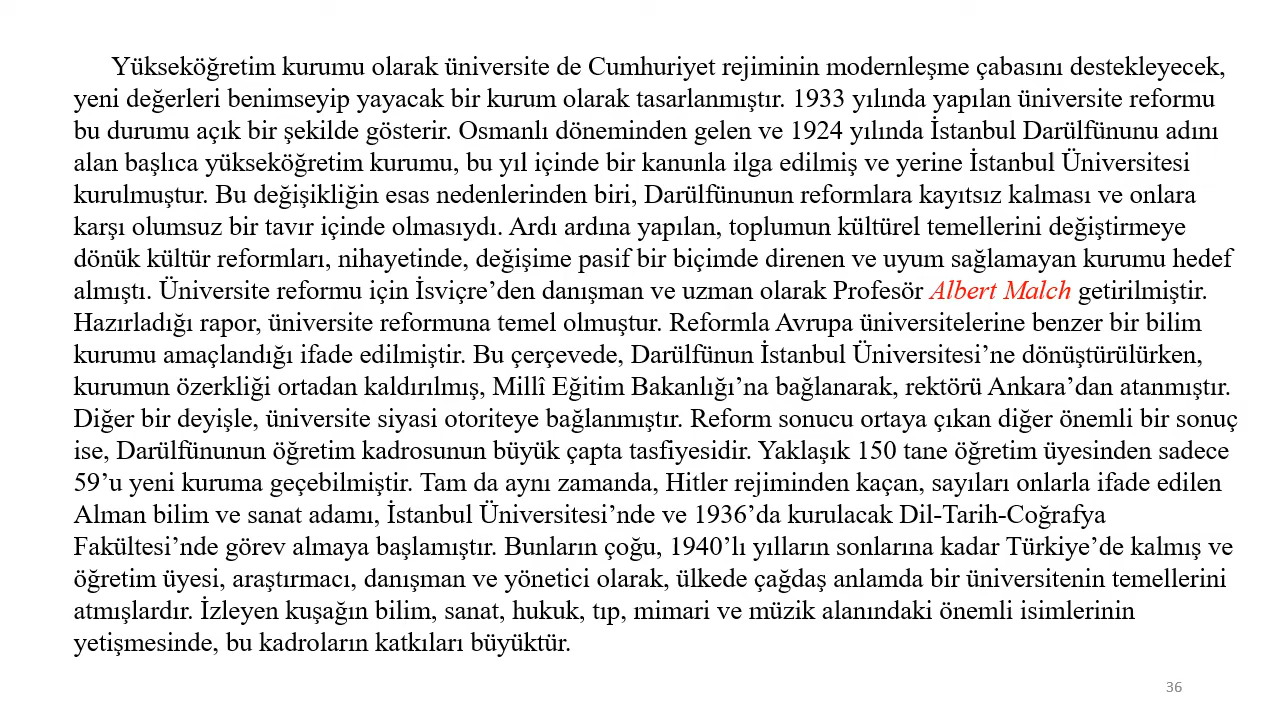 Yükseköğretim kurumu olarak üniversite de Cumhuriyet rejiminin modernleşme çabasını destekleyecek,
yeni değerleri benimseyip yayacak bir kurum olarak tasarlanmıştır. 1933 yılında yapılan üniversite reformu
bu durumu açık bir şekilde gösterir. Osmanlı döneminden gelen ve 1924 yılında İstanbul Darülfünunu adını
alan başlıca yükseköğretim kurumu, bu yıl içinde bir kanunla ilga edilmiş ve yerine İstanbul Üniversitesi
kurulmuştur. Bu değişikliğin esas nedenlerinden biri, Darülfünunun reformlara kayıtsız kalması ve onlara
karşı olumsuz bir tavır içinde olmasıydı. Ardı ardına yapılan, toplumun kültürel temellerini değiştirmeye
dönük kültür reformları, nihayetinde, değişime pasif bir biçimde direnen ve uyum sağlamayan kurumu hedef
almıştı. Üniversite reformu için İsviçre’den danışman ve uzman olarak Profesör Albert Malch getirilmiştir.
Hazırladığı rapor, üniversite reformuna temel olmuştur. Reformla Avrupa üniversitelerine benzer bir bilim
kurumu amaçlandığı ifade edilmiştir. Bu çerçevede, Darülfünun İstanbul Üniversitesi’ne dönüştürülürken,
kurumun özerkliği ortadan kaldırılmış, Millî Eğitim Bakanlığı’na bağlanarak, rektörü Ankara’dan atanmıştır.
Diğer bir deyişle, üniversite siyasi otoriteye bağlanmıştır. Reform sonucu ortaya çıkan diğer önemli bir sonuç
ise, Darülfünunun öğretim kadrosunun büyük çapta tasfiyesidir. Yaklaşık 150 tane öğretim üyesinden sadece
59’u yeni kuruma geçebilmiştir. Tam da aynı zamanda, Hitler rejiminden kaçan, sayıları onlarla ifade edilen
Alman bilim ve sanat adamı, İstanbul Üniversitesi’nde ve 1936’da kurulacak Dil-Tarih-Coğrafya
Fakültesi’nde görev almaya başlamıştır. Bunların çoğu, 1940’lı yılların sonlarına kadar Türkiye’de kalmış ve
öğretim üyesi, araştırmacı, danışman ve yönetici olarak, ülkede çağdaş anlamda bir üniversitenin temellerini
atmışlardır. İzleyen kuşağın bilim, sanat, hukuk, tıp, mimari ve müzik alanındaki önemli isimlerinin
yetişmesinde, bu kadroların katkıları büyüktür.
36